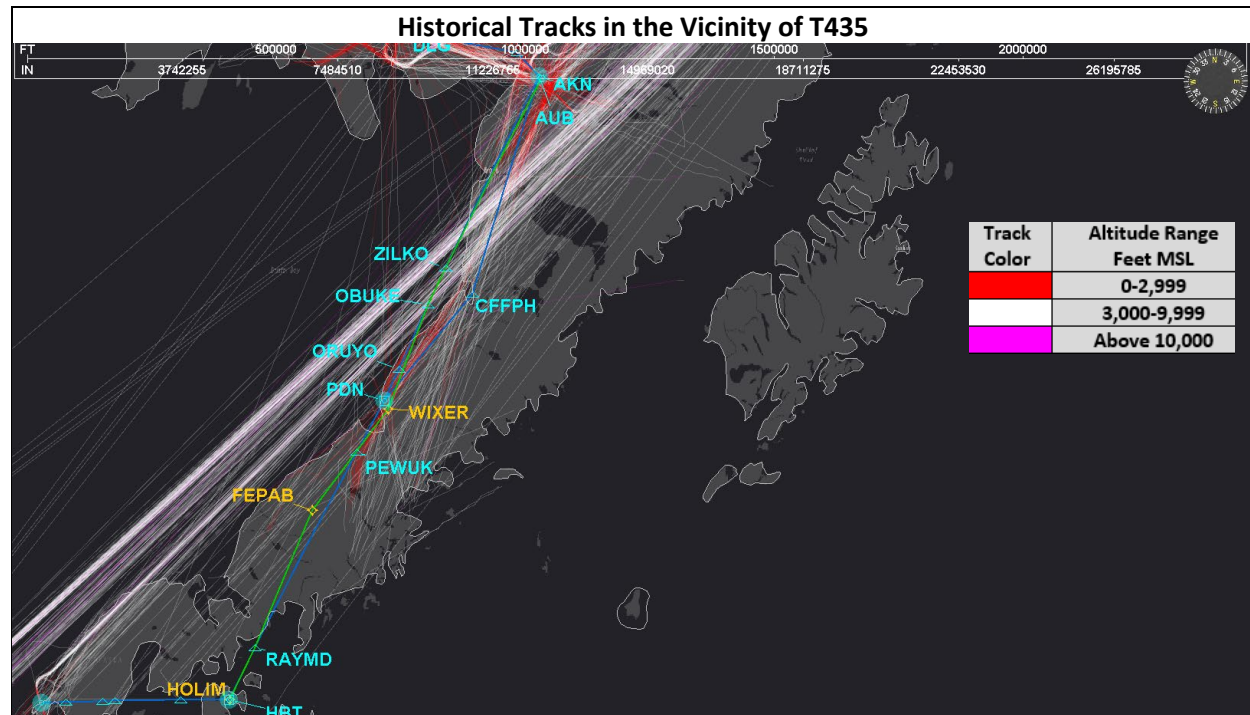 Historical Tracks in the Vicinity of T435
FT 500000 1000000 1500000 2000000
IN 3742255 7484510 11226765 14969020 18711275 22453530 26195785
DLG
AKN
AUB
ZILKO
OBUKE
CFFPH
ORUYO
PDN
WIXER
PEWUK
FEPAB
RAYMD
HOLIM
HBT
Track Color Altitude Range Feet MSL
0-2,999
3,000-9,999
Above 10,000